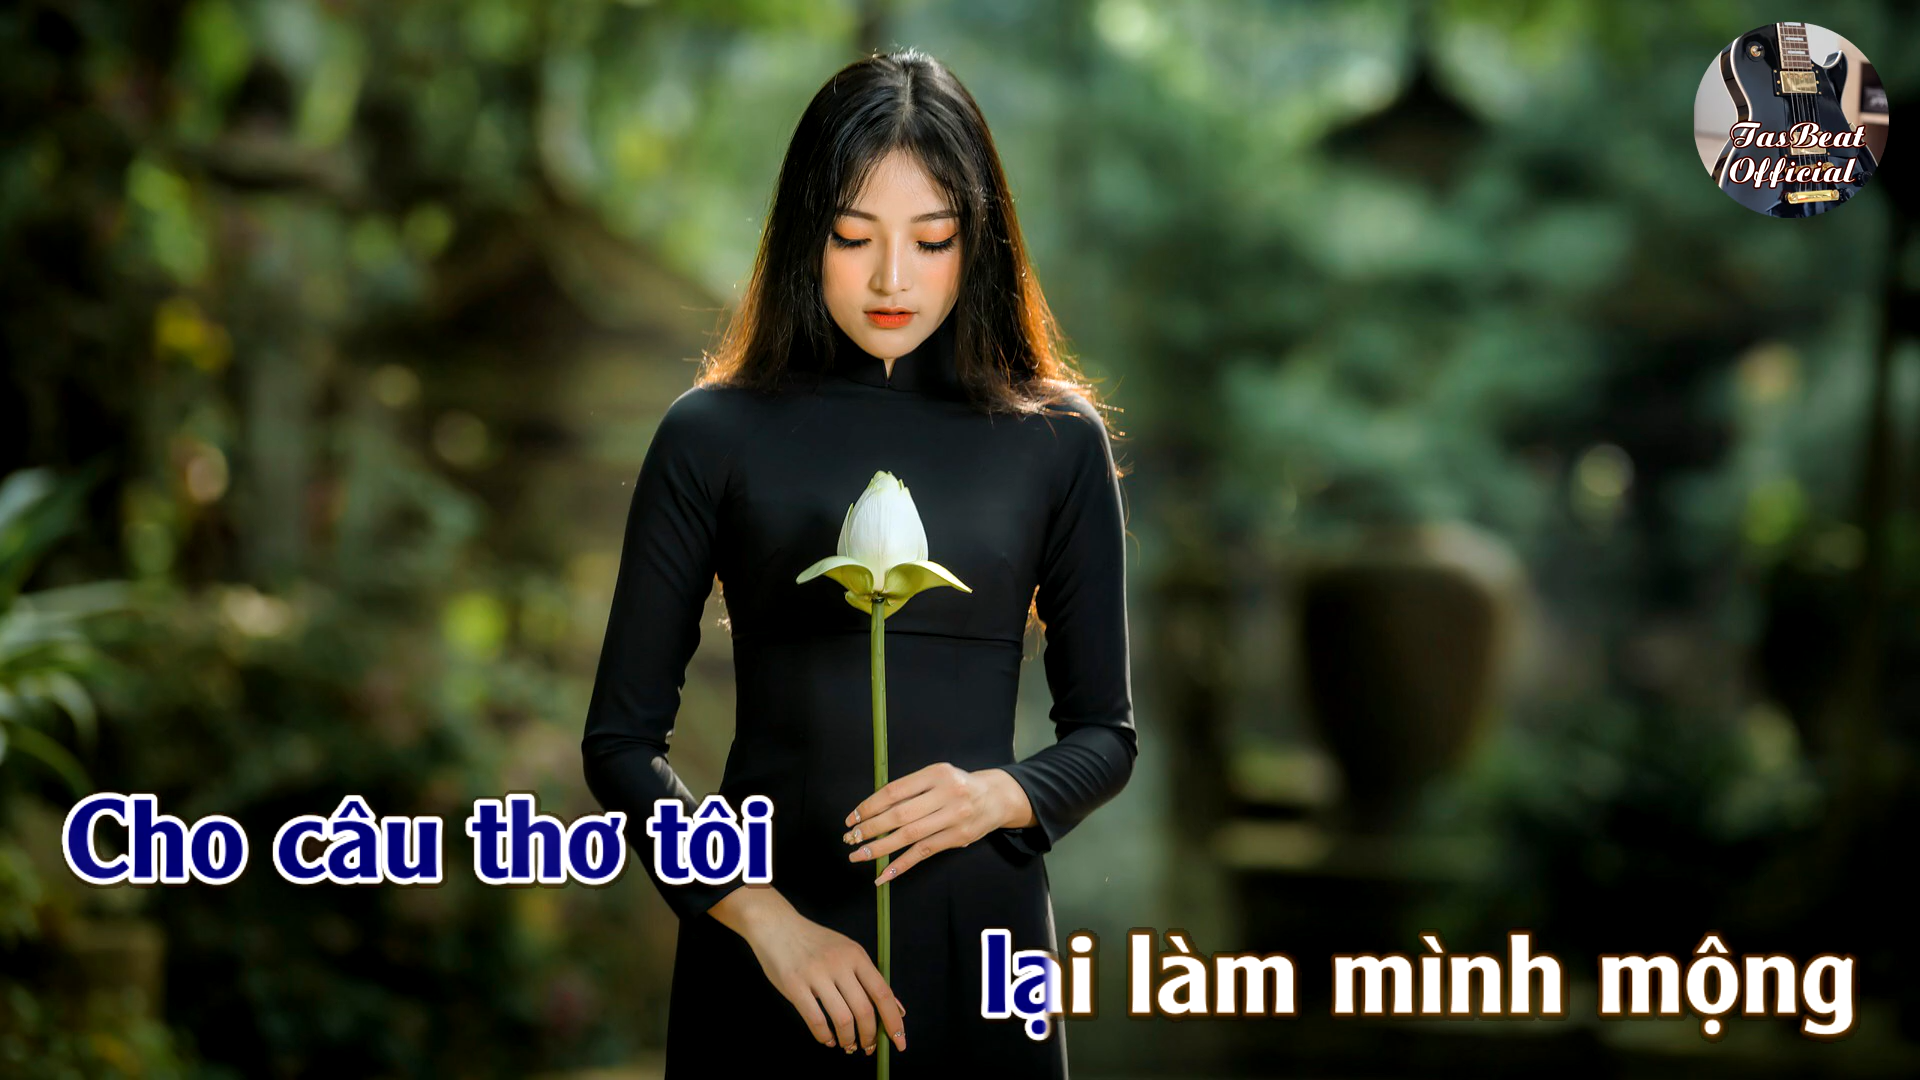 TasBeat
Official
Cho câu thơ tôi
lại làm mình mộng